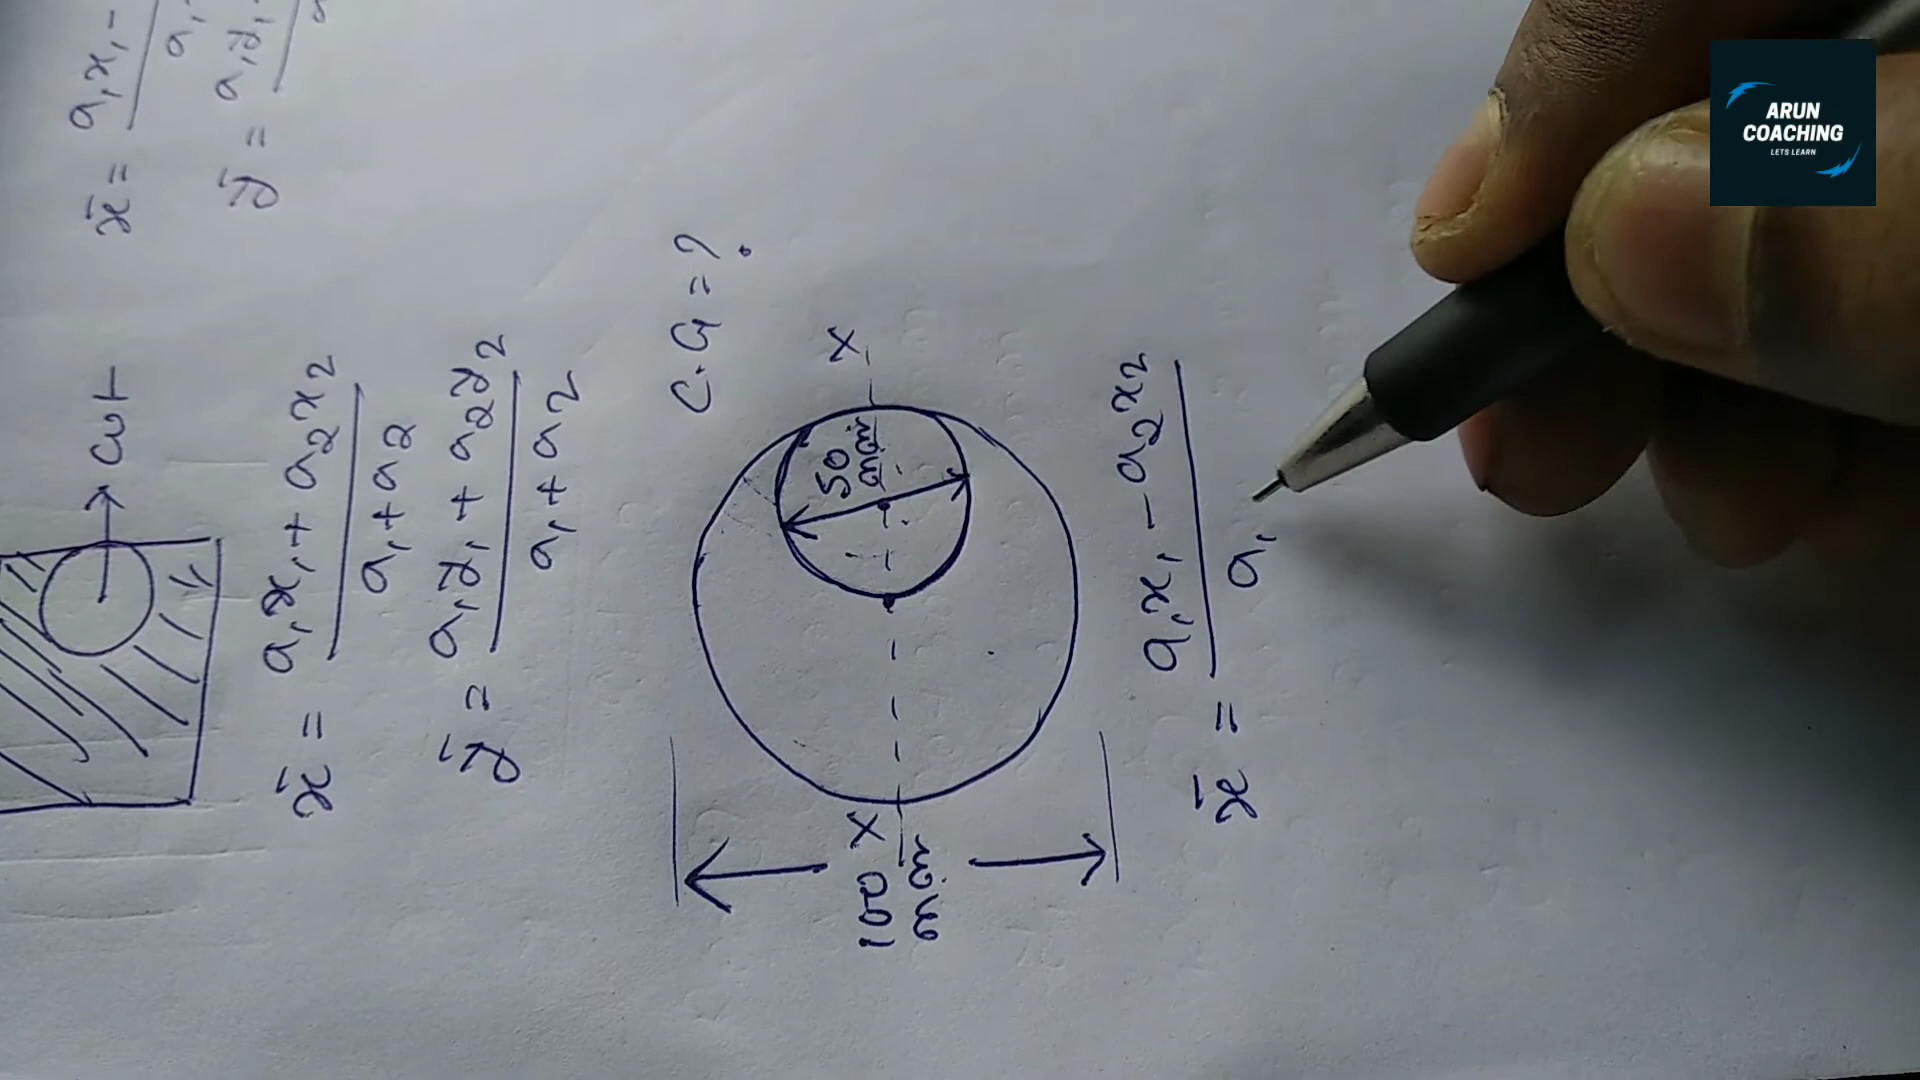 x̄ = a₁x₁ -
a₁
ȳ = a₁y₁
→ cut
x̄ = a₁x₁ + a₂x₂
a₁ + a₂
ȳ = a₁y₁ + a₂y₂
a₁ + a₂
C.G = ?
50
mm
X
X
100
mm
x̄ = a₁x₁ - a₂x₂
a₁
ARUN
COACHING
LETS LEARN